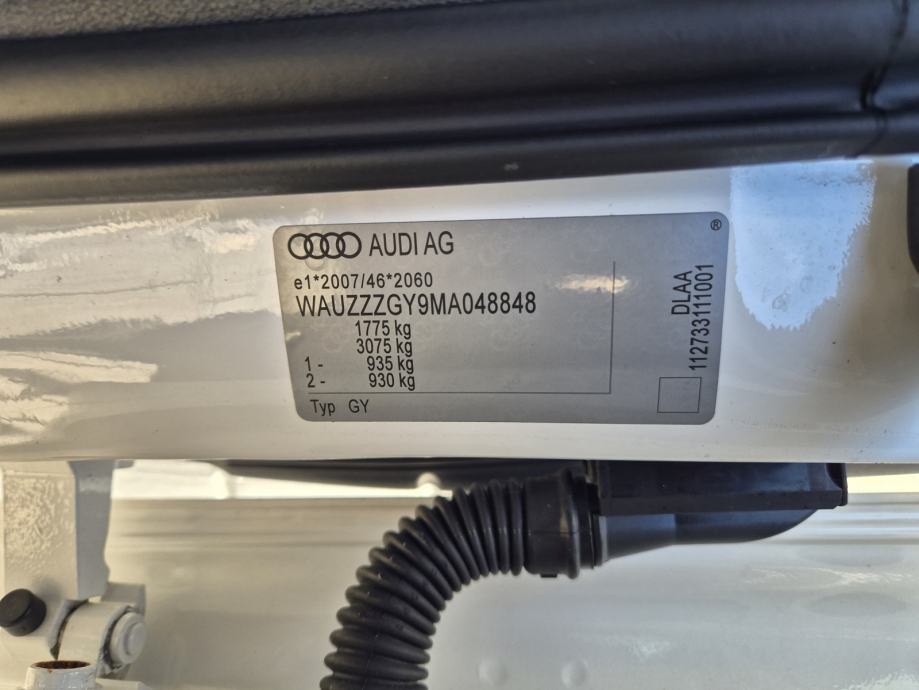 AUDI AG
®
e1*2007/46*2060
WAUZZZGY9MA048848
1775 kg
3075 kg
1- 935 kg
2- 930 kg
Typ GY
DLAA
112733111001